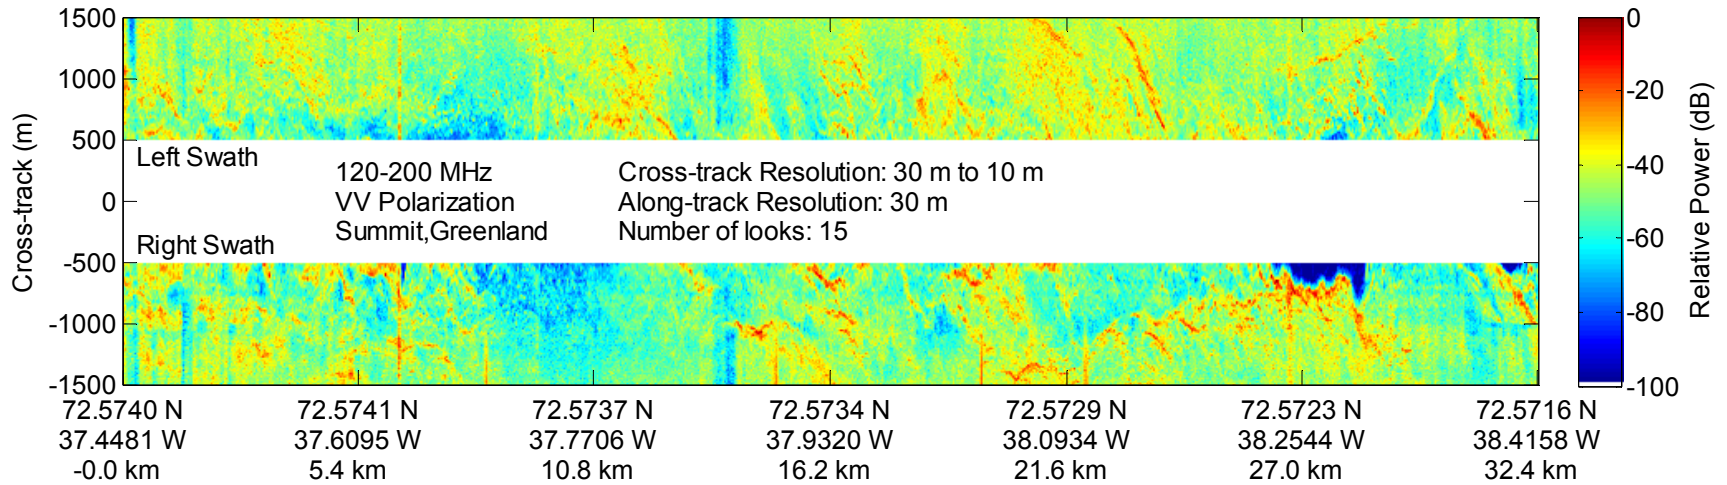 1500
1000
500
0
-500
-1000
-1500
Cross-track (m)
Left Swath
120-200 MHz
VV Polarization
Summit,Greenland
Cross-track Resolution: 30 m to 10 m
Along-track Resolution: 30 m
Number of looks: 15
Right Swath
72.5740 N
37.4481 W
-0.0 km
72.5741 N
37.6095 W
5.4 km
72.5737 N
37.7706 W
10.8 km
72.5734 N
37.9320 W
16.2 km
72.5729 N
38.0934 W
21.6 km
72.5723 N
38.2544 W
27.0 km
72.5716 N
38.4158 W
32.4 km
0
-20
-40
-60
-80
-100
Relative Power (dB)